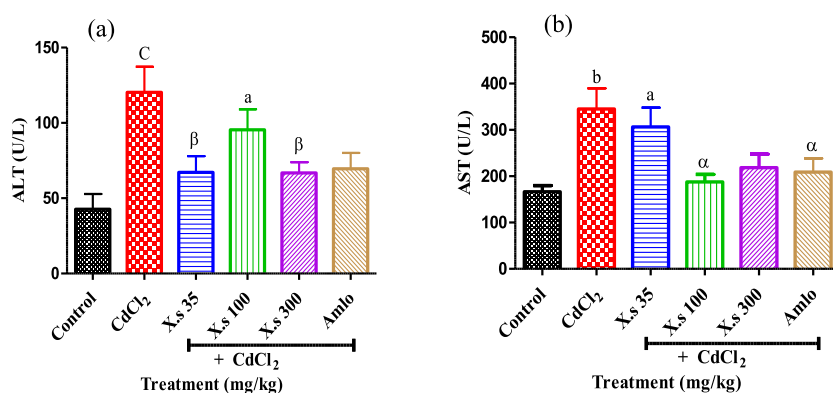 (a)
ALT (U/L)
150
100
50
0
C
β
a
β
Control
CdCl₂
X.s 35
X.s 100
X.s 300
Amlo
+ CdCl₂
Treatment (mg/kg)
(b)
AST (U/L)
500
400
300
200
100
0
b
a
α
α
Control
CdCl₂
X.s 35
X.s 100
X.s 300
Amlo
+ CdCl₂
Treatment (mg/kg)